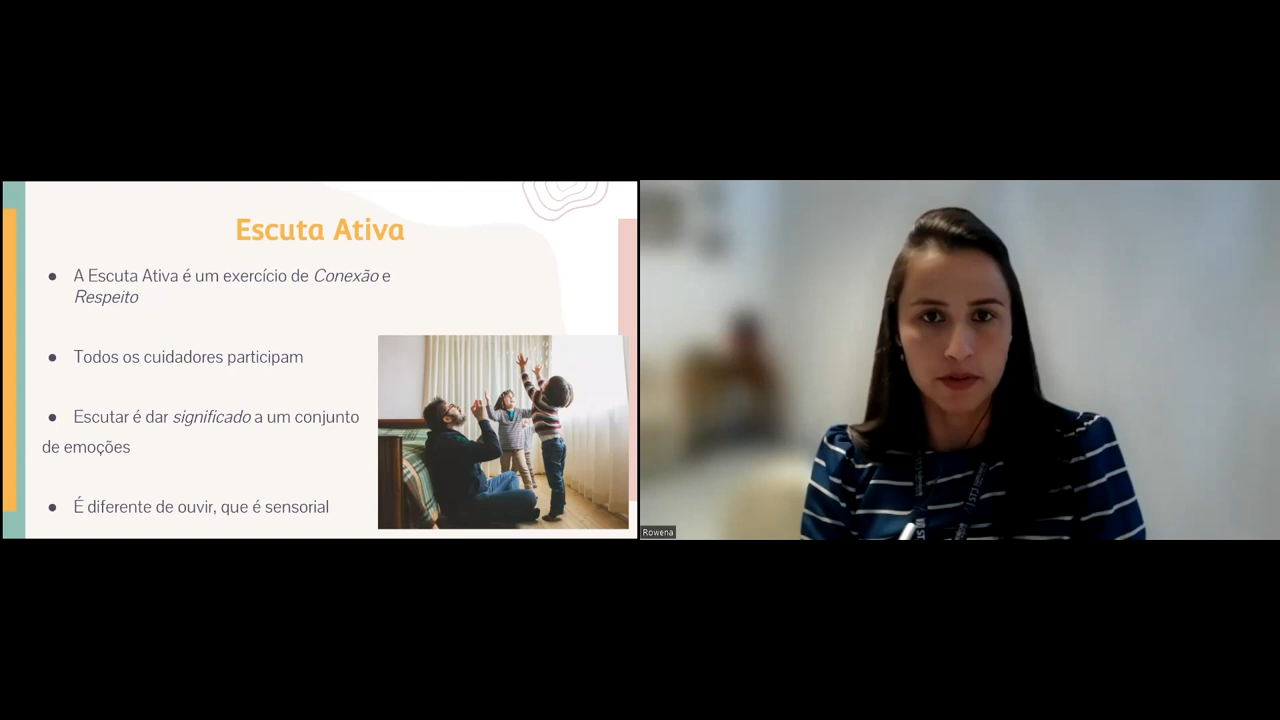 Escuta Ativa
● A Escuta Ativa é um exercício de Conexão e
Respeito
● Todos os cuidadores participam
● Escutar é dar significado a um conjunto
de emoções
● É diferente de ouvir, que é sensorial
Rowena